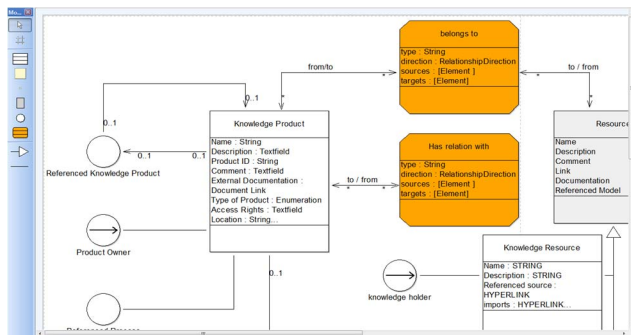 Mo...
belongs to
type : String
direction : RelationshipDirection
sources : [Element ]
targets : [Element]
from/to
*
*
to / from
*
*
0..1
0..1
Knowledge Product
Name : String
Description : Textfield
Product ID : String
Comment : Textfield
External Documentation :
Document Link
Type of Product : Enumeration
Access Rights : Textfield
Location : String...
0..1
0..1
Referenced Knowledge Product
Has relation with
type : String
direction : RelationshipDirection
sources : [Element ]
targets : [Element]
to / from
*
*
Resource
Name
Description
Comment
Link
Documentation
Referenced Model
Product Owner
0..1
knowledge holder
Knowledge Resource
Name : STRING
Description : STRING
Referenced source :
HYPERLINK
imports : HYPERLINK...
Referenced Process